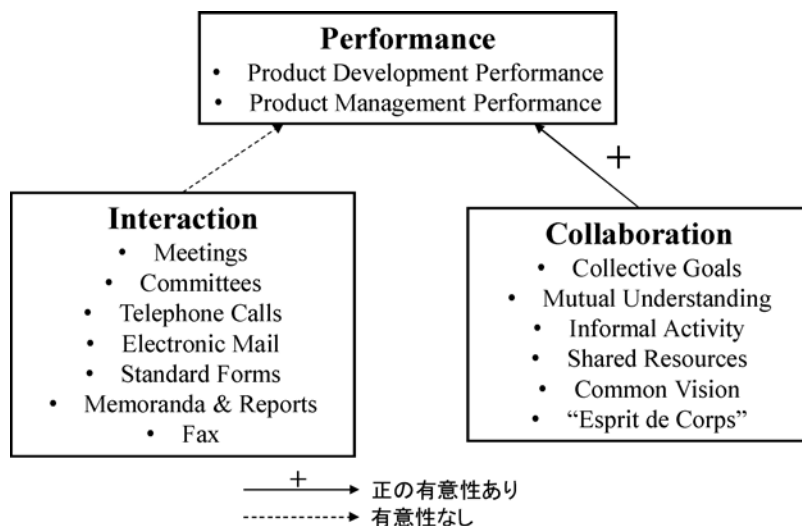 Performance
• Product Development Performance
• Product Management Performance
+
Interaction
• Meetings
• Committees
• Telephone Calls
• Electronic Mail
• Standard Forms
• Memoranda & Reports
• Fax
Collaboration
• Collective Goals
• Mutual Understanding
• Informal Activity
• Shared Resources
• Common Vision
• “Esprit de Corps”
+
正の有意性あり
有意性なし